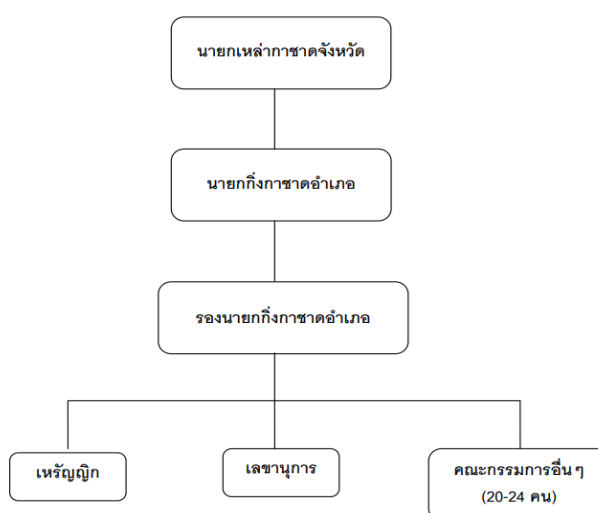 นายกเหล่ากาชาดจังหวัด
นายกกิ่งกาชาดอำเภอ
รองนายกกิ่งกาชาดอำเภอ
เหรัญญิก
เลขานุการ
คณะกรรมการอื่นๆ
(20-24 คน)